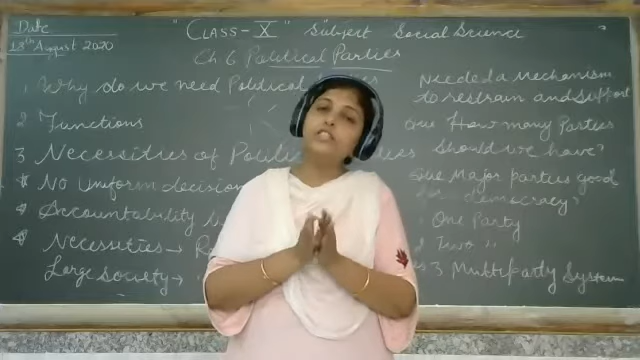 Date
18th August 2020
"CLASS-X" Subject Social Science
Ch. 6 Political Parties
1. Why do we need Political
2 Functions
3 Necessities of Politi
* No Uniform decision
* Accountability
* Necessities →
Large Society →
Needed a Mechanism
to restrain and support
How many Parties
Should we have?
Major parties good
for democracy?
One Party
Two "
3 Multiparty System